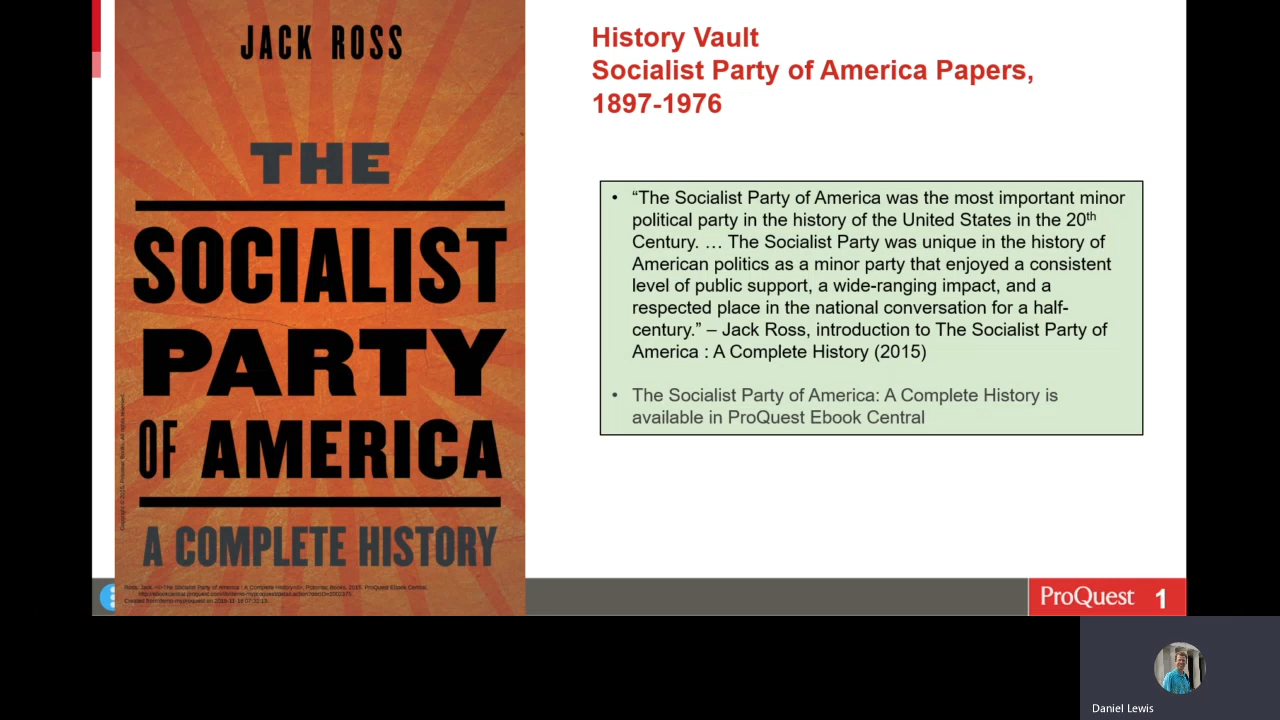 JACK ROSS
THE
SOCIALIST
PARTY
OF AMERICA
A COMPLETE HISTORY
History Vault
Socialist Party of America Papers,
1897-1976
• “The Socialist Party of America was the most important minor
political party in the history of the United States in the 20th
Century. … The Socialist Party was unique in the history of
American politics as a minor party that enjoyed a consistent
level of public support, a wide-ranging impact, and a
respected place in the national conversation for a half-
century.” – Jack Ross, introduction to The Socialist Party of
America : A Complete History (2015)
• The Socialist Party of America: A Complete History is
available in ProQuest Ebook Central
ProQuest 1
Daniel Lewis